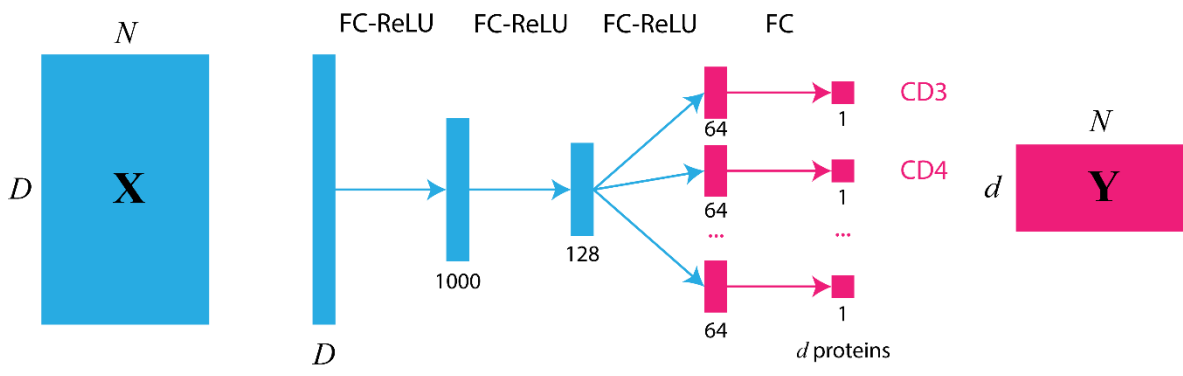 FC-ReLU FC-ReLU FC-ReLU FC
N
D
X
D
1000
128
64
1
CD3
64
1
CD4
... ...
64
1
d proteins
N
d
Y